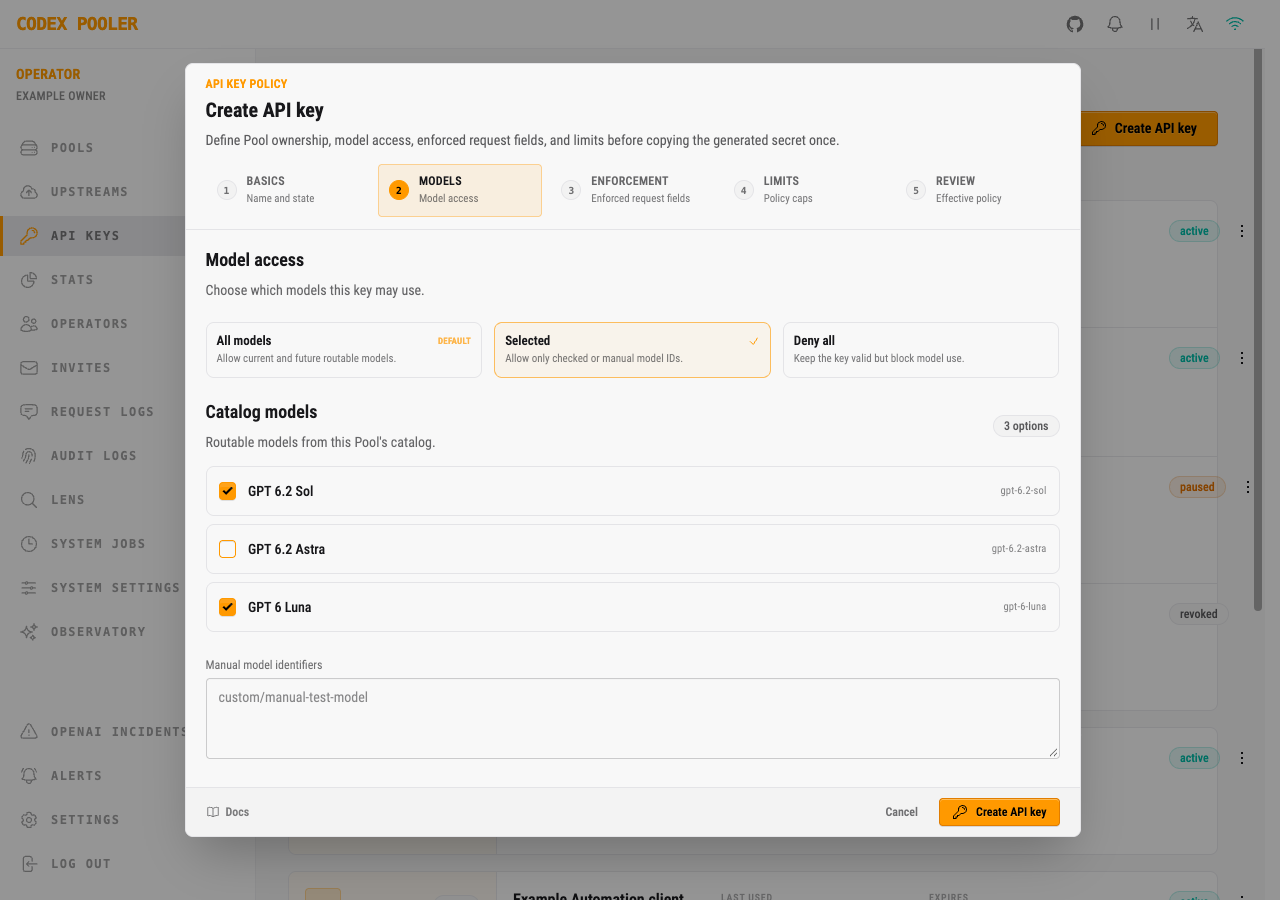 CODEX POOLER
OPERATOR
EXAMPLE OWNER
POOLS
UPSTREAMS
API KEYS
STATS
OPERATORS
INVITES
REQUEST LOGS
AUDIT LOGS
LENS
SYSTEM JOBS
SYSTEM SETTINGS
OBSERVATORY
OPENAI INCIDENTS
ALERTS
SETTINGS
LOG OUT
Create API key
active
active
paused
revoked
active
API KEY POLICY
Create API key
Define Pool ownership, model access, enforced request fields, and limits before copying the generated secret once.
1 BASICS
Name and state
2 MODELS
Model access
3 ENFORCEMENT
Enforced request fields
4 LIMITS
Policy caps
5 REVIEW
Effective policy
Model access
Choose which models this key may use.
All models DEFAULT
Allow current and future routable models.
Selected
Allow only checked or manual model IDs.
Deny all
Keep the key valid but block model use.
Catalog models
Routable models from this Pool's catalog.
3 options
GPT 6.2 Sol gpt-6.2-sol
GPT 6.2 Astra gpt-6.2-astra
GPT 6 Luna gpt-6-luna
Manual model identifiers
custom/manual-test-model
Docs
Cancel
Create API key
Example Automation client
LAST USED
EXPIRES
active